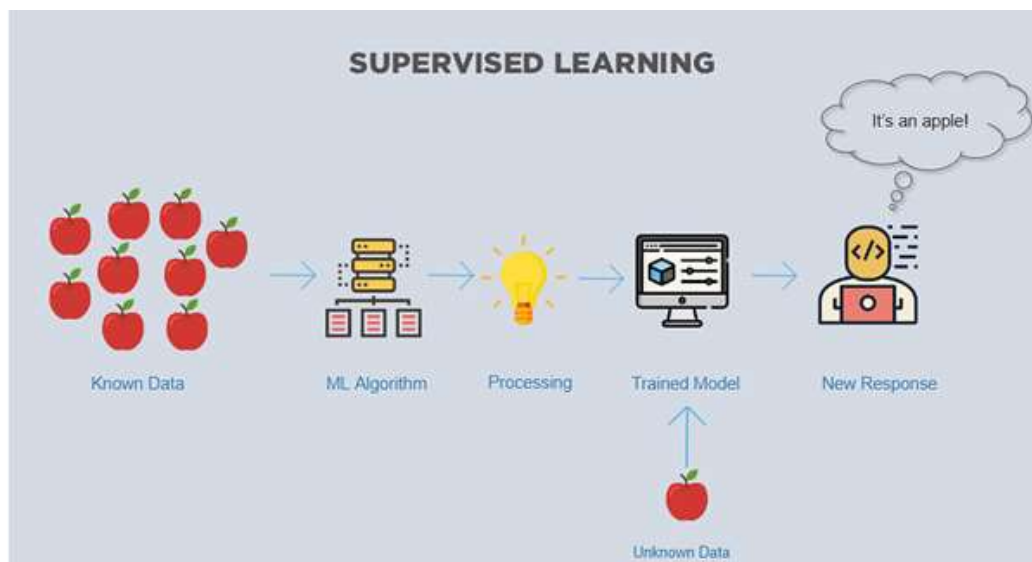 SUPERVISED LEARNING
It's an apple!
</>
Known Data
ML Algorithm
Processing
Trained Model
New Response
Unknown Data